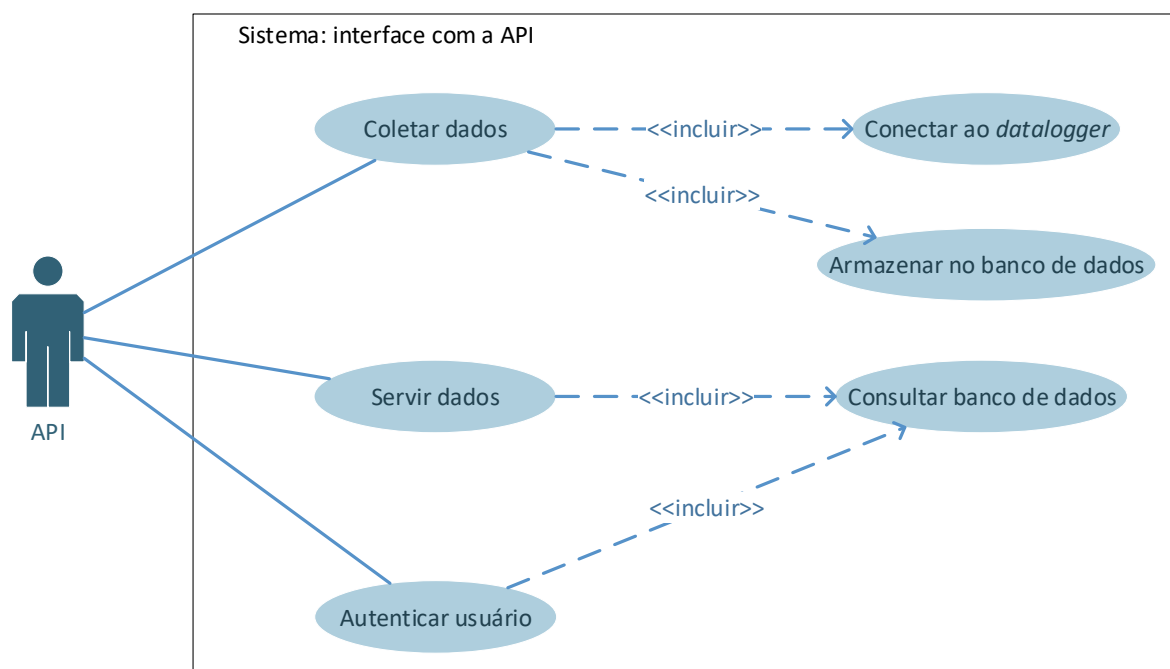 Sistema: interface com a API
Coletar dados
<<incluir>>
Conectar ao datalogger
<<incluir>>
Armazenar no banco de dados
API
Servir dados
<<incluir>>
Consultar banco de dados
<<incluir>>
Autenticar usuário